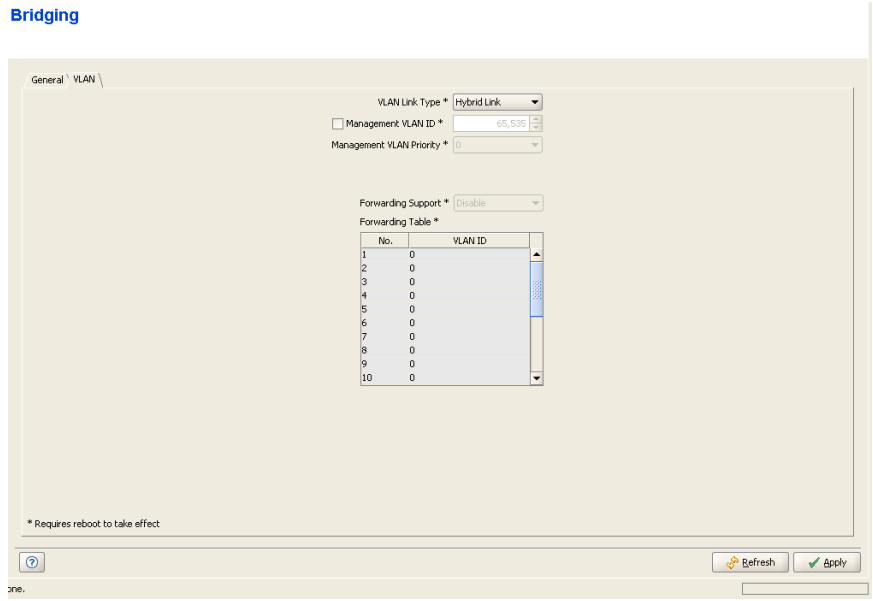 Bridging
General VLAN
VLAN Link Type * Hybrid Link
Management VLAN ID * 65,535
Management VLAN Priority * 0
Forwarding Support * Disable
Forwarding Table *
No. VLAN ID
1 0
2 0
3 0
4 0
5 0
6 0
7 0
8 0
9 0
10 0
* Requires reboot to take effect
? Refresh Apply
one.